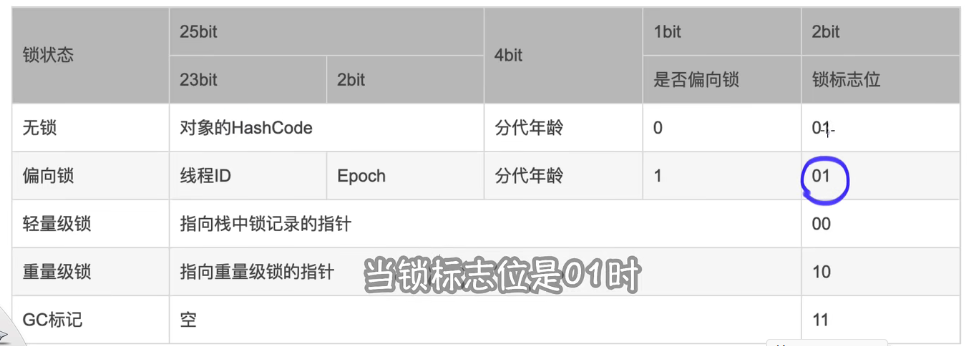 锁状态 25bit 4bit 1bit 2bit
23bit 2bit 是否偏向锁 锁标志位
无锁 对象的HashCode 分代年龄 0 01
偏向锁 线程ID Epoch 分代年龄 1 01
轻量级锁 指向栈中锁记录的指针 00
重量级锁 指向重量级锁的指针 10
当锁标志位是01时
GC标记 空 11